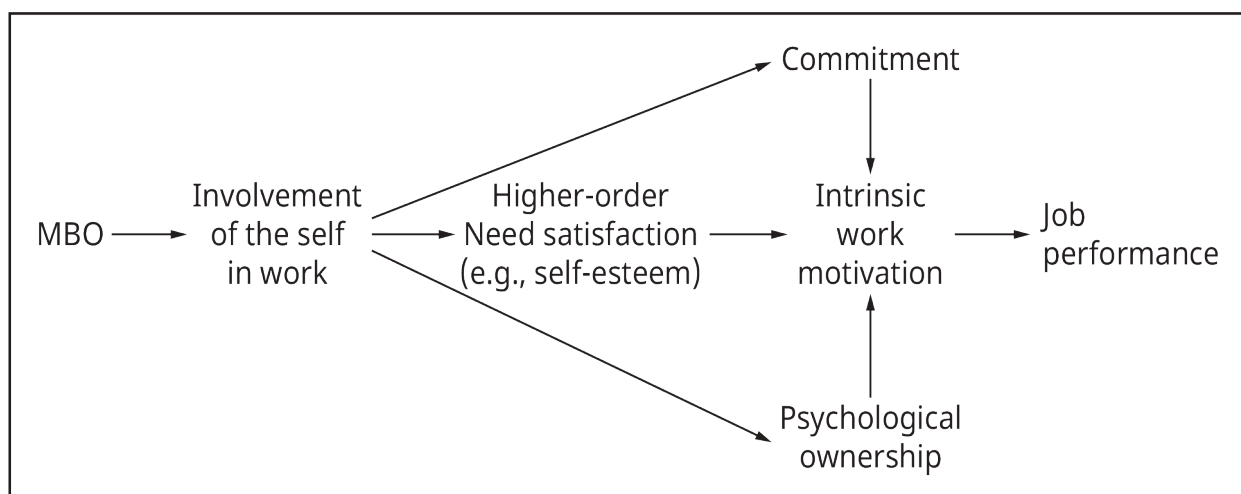 Commitment
MBO
Involvement
of the self
in work
Higher-order
Need satisfaction
(e.g., self-esteem)
Intrinsic
work
motivation
Job
performance
Psychological
ownership